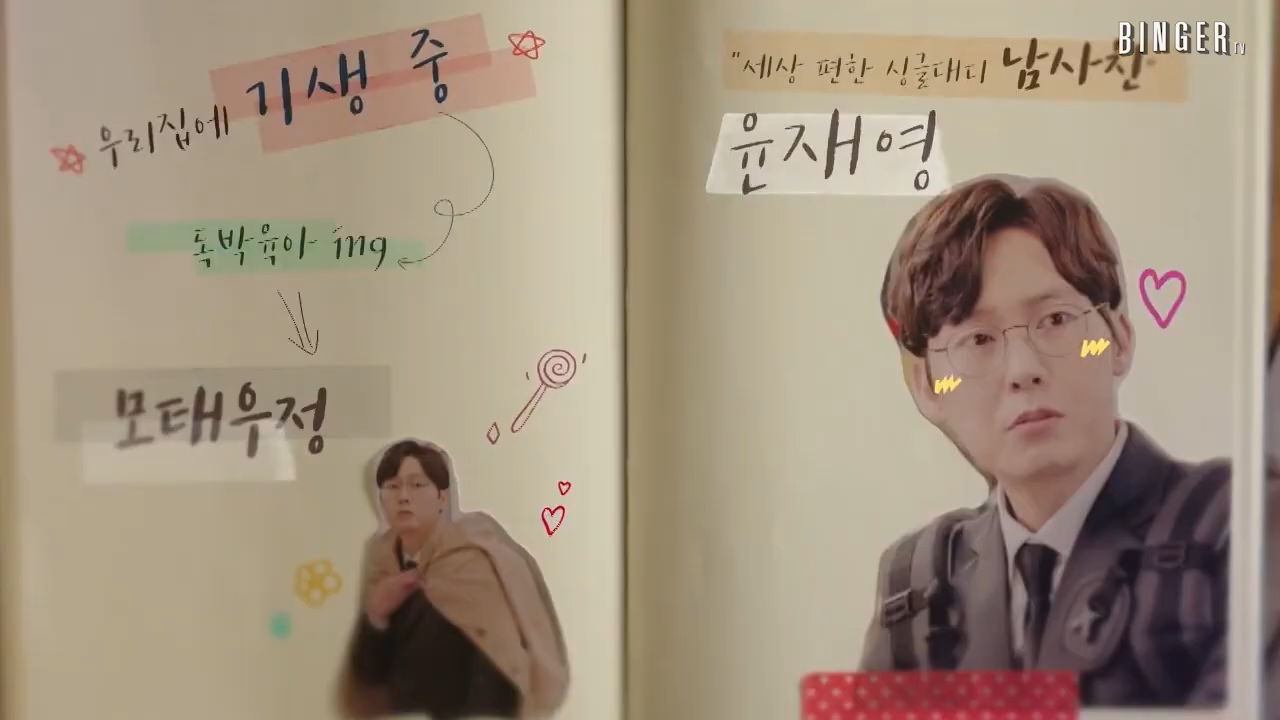 우리집에 기생 중
독박육아 ing
모태우정
"세상 편한 싱글대디 남사친"
윤재영
BINGER TV